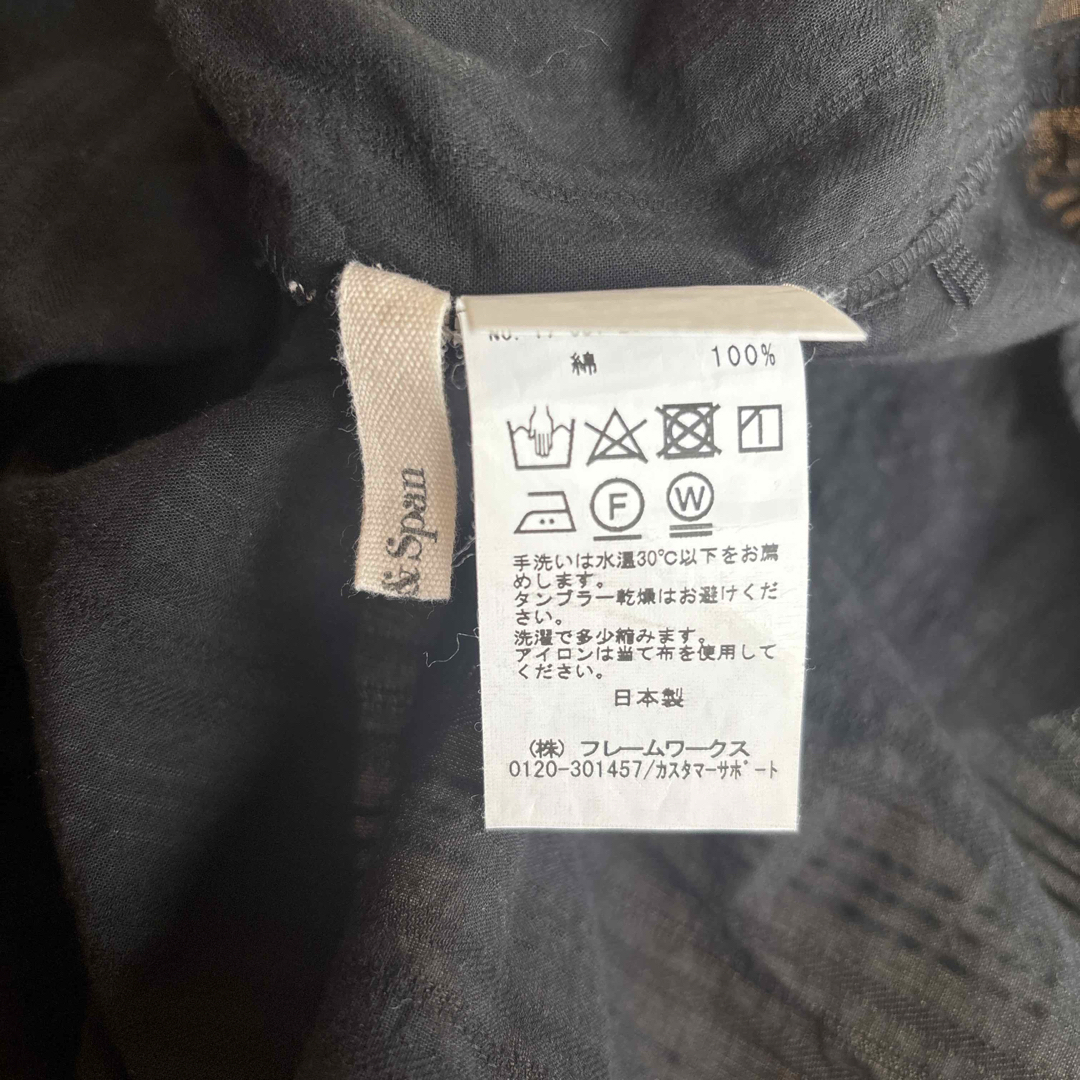 & Span
綿 100%
F W
手洗いは水温30℃以下をお薦
めします。
タンブラー乾燥はお避けくだ
さい。
洗濯で多少縮みます。
アイロンは当て布を使用して
ください。
日本製
(株) フレームワークス
0120-301457/カスタマーサポート